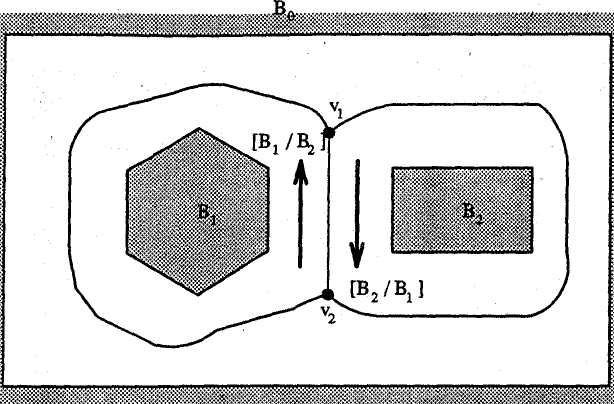 B₀
v₁
[B₁ / B₂ ]
B₁
B₂
[B₂ / B₁ ]
v₂